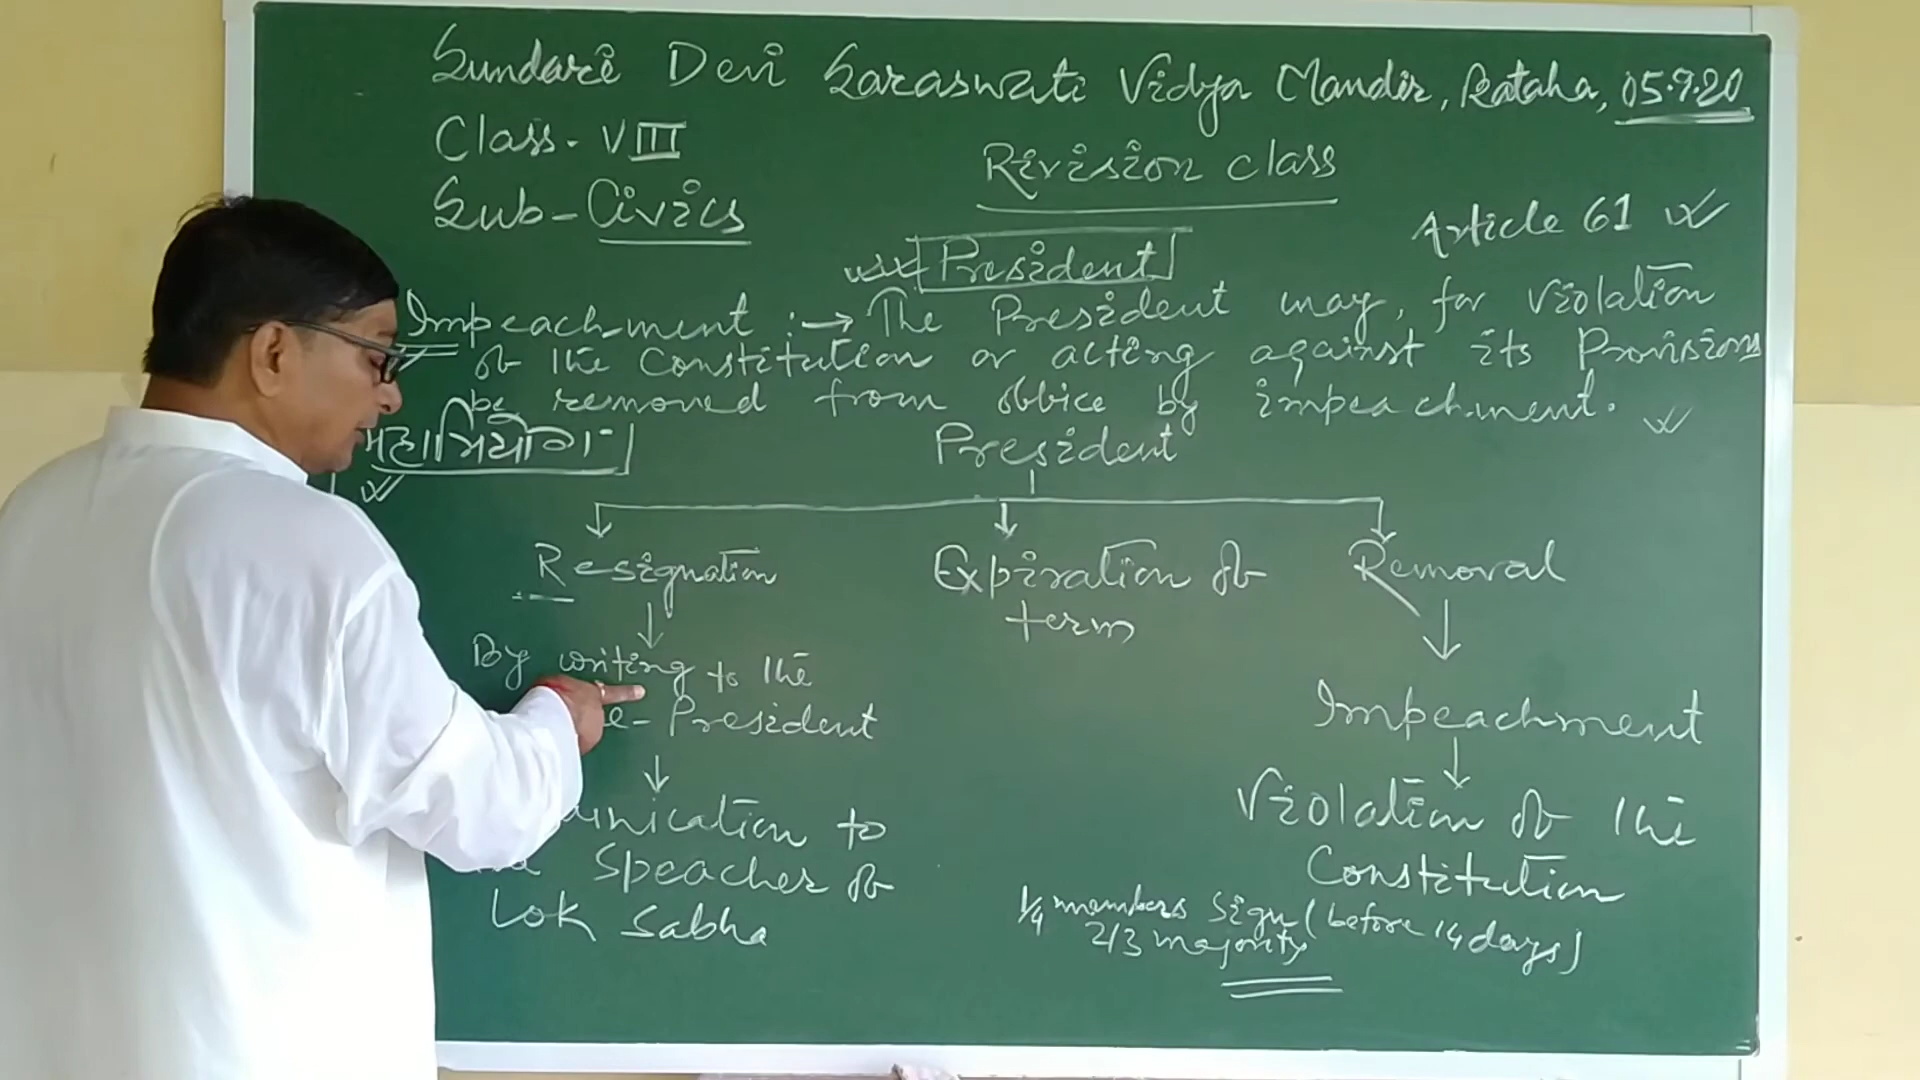 Sundari Devi Saraswati Vidya Mandir, Rataha, 05.9.20
Class - VIII
Sub - Civics
Rivision class
Article 61
President
Impeachment :→ The President may, for violation
of the Constitution or acting against its Provisions
be removed from office by impeachment.
महाभियोग
President
Resignation
Expiration of
term
Removal
By writing to the
e-President
unication to
Speacher of
Lok Sabha
Impeachment
Violation of the
Constitution
1/4 members sign (before 14 days)
2/3 majority